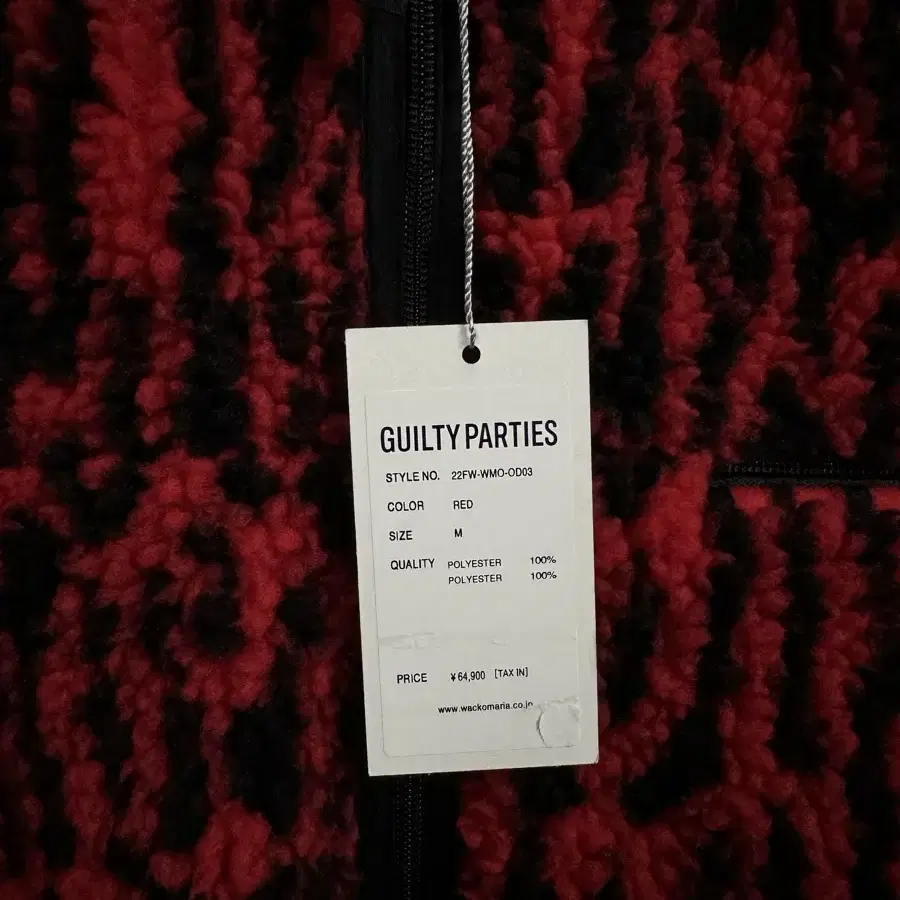 GUILTY PARTIES
STYLE NO. 22FW-WMO-OD03
COLOR RED
SIZE M
QUALITY POLYESTER 100%
POLYESTER 100%
PRICE ¥64,900 [TAX IN]
www.wackomaria.co.jp